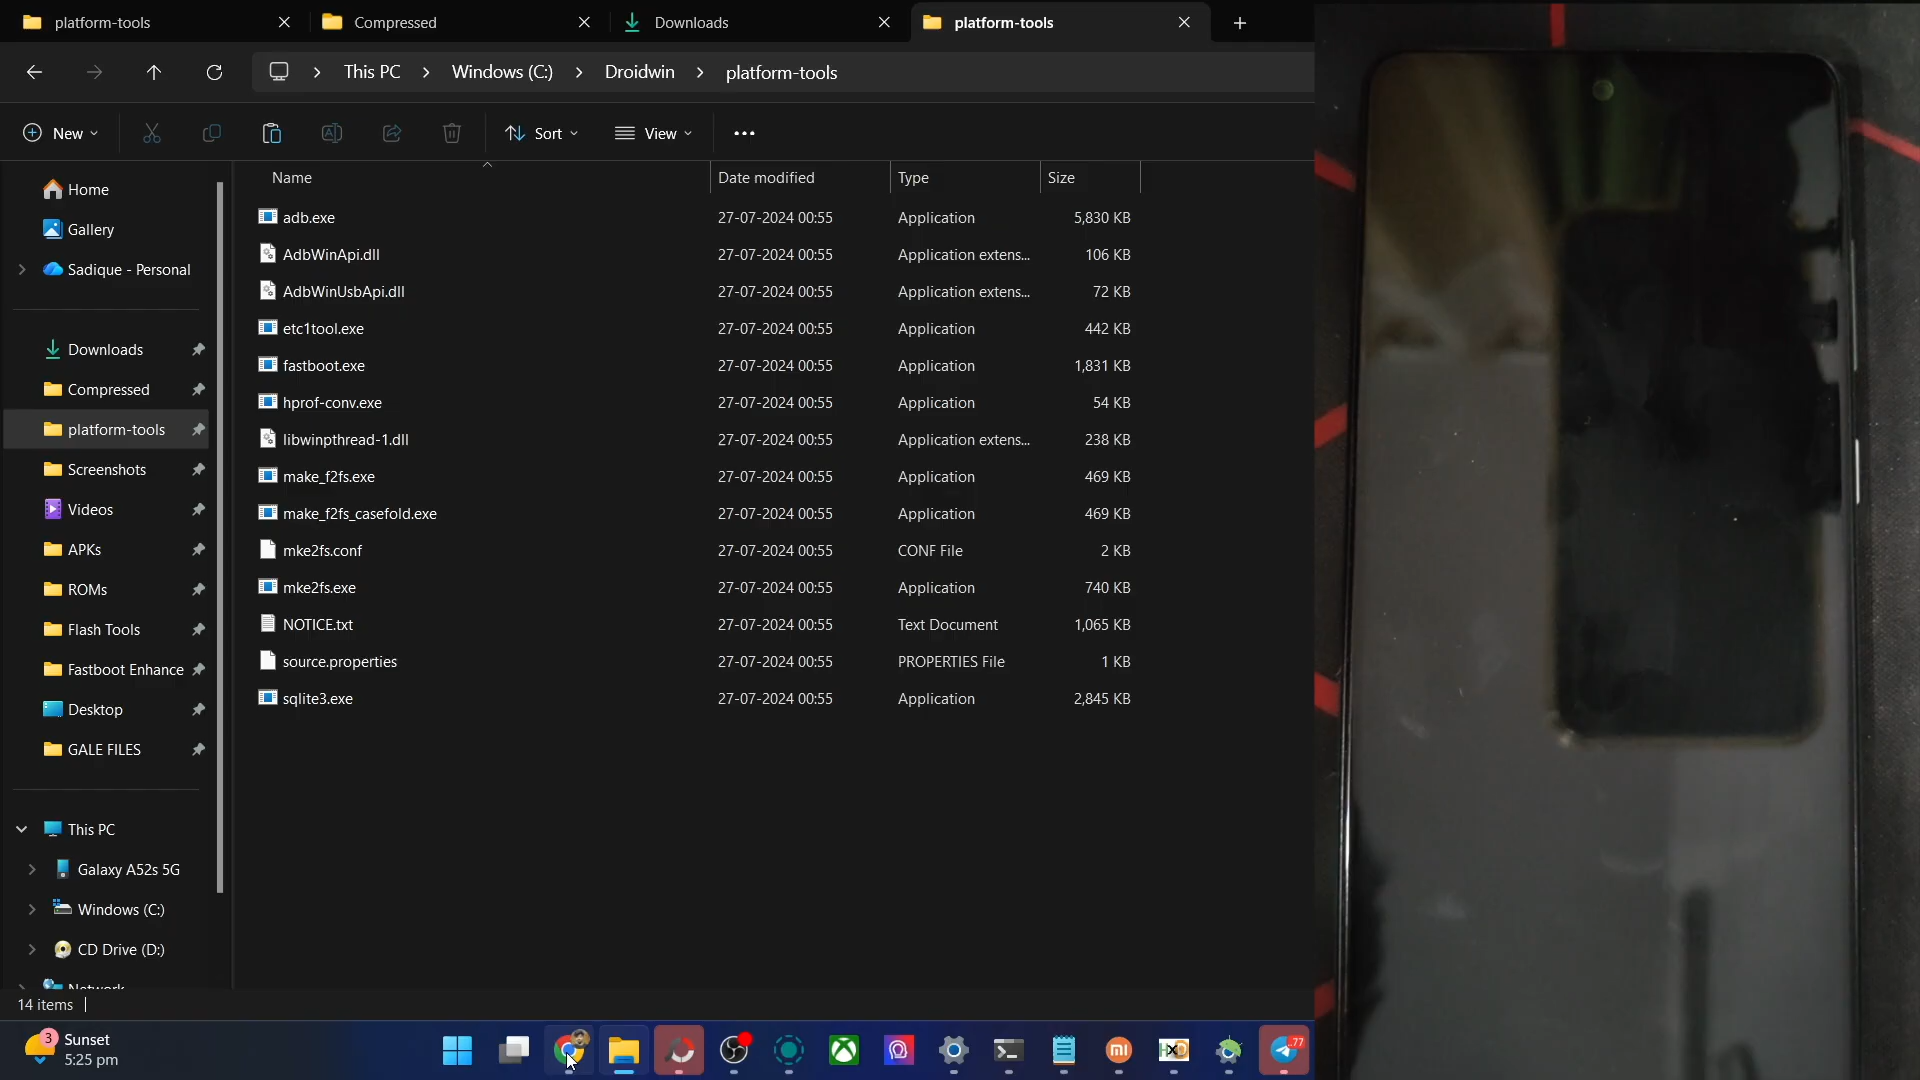 platform-tools
Compressed
Downloads
platform-tools
This PC
Windows (C:)
Droidwin
platform-tools
New
Sort
View
Name
Date modified
Type
Size
Home
Gallery
Sadique - Personal
Downloads
Compressed
platform-tools
Screenshots
Videos
APKs
ROMs
Flash Tools
Fastboot Enhance
Desktop
GALE FILES
This PC
Galaxy A52s 5G
Windows (C:)
CD Drive (D:)
Network
adb.exe 27-07-2024 00:55 Application 5,830 KB
AdbWinApi.dll 27-07-2024 00:55 Application extens... 106 KB
AdbWinUsbApi.dll 27-07-2024 00:55 Application extens... 72 KB
etc1tool.exe 27-07-2024 00:55 Application 442 KB
fastboot.exe 27-07-2024 00:55 Application 1,831 KB
hprof-conv.exe 27-07-2024 00:55 Application 54 KB
libwinpthread-1.dll 27-07-2024 00:55 Application extens... 238 KB
make_f2fs.exe 27-07-2024 00:55 Application 469 KB
make_f2fs_casefold.exe 27-07-2024 00:55 Application 469 KB
mke2fs.conf 27-07-2024 00:55 CONF File 2 KB
mke2fs.exe 27-07-2024 00:55 Application 740 KB
NOTICE.txt 27-07-2024 00:55 Text Document 1,065 KB
source.properties 27-07-2024 00:55 PROPERTIES File 1 KB
sqlite3.exe 27-07-2024 00:55 Application 2,845 KB
14 items
3
Sunset
5:25 pm
mi
HXD
77